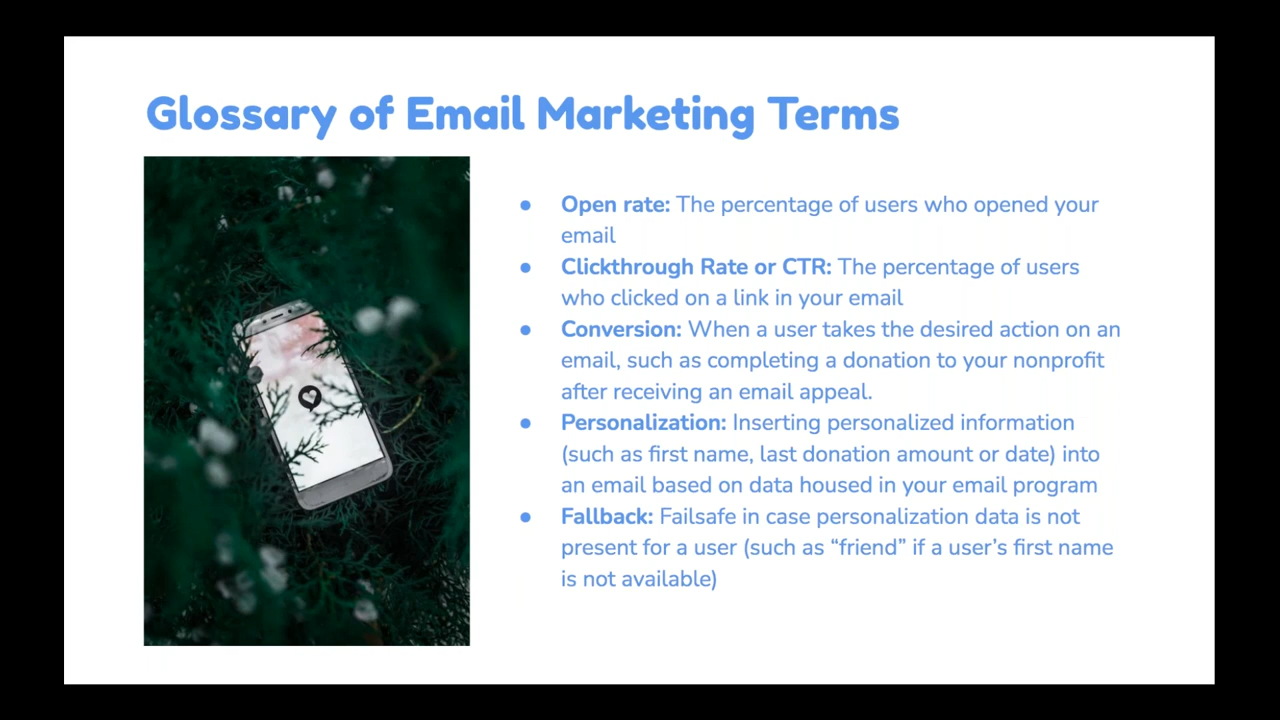 Glossary of Email Marketing Terms
● Open rate: The percentage of users who opened your
email
● Clickthrough Rate or CTR: The percentage of users
who clicked on a link in your email
● Conversion: When a user takes the desired action on an
email, such as completing a donation to your nonprofit
after receiving an email appeal.
● Personalization: Inserting personalized information
(such as first name, last donation amount or date) into
an email based on data housed in your email program
● Fallback: Failsafe in case personalization data is not
present for a user (such as “friend” if a user’s first name
is not available)